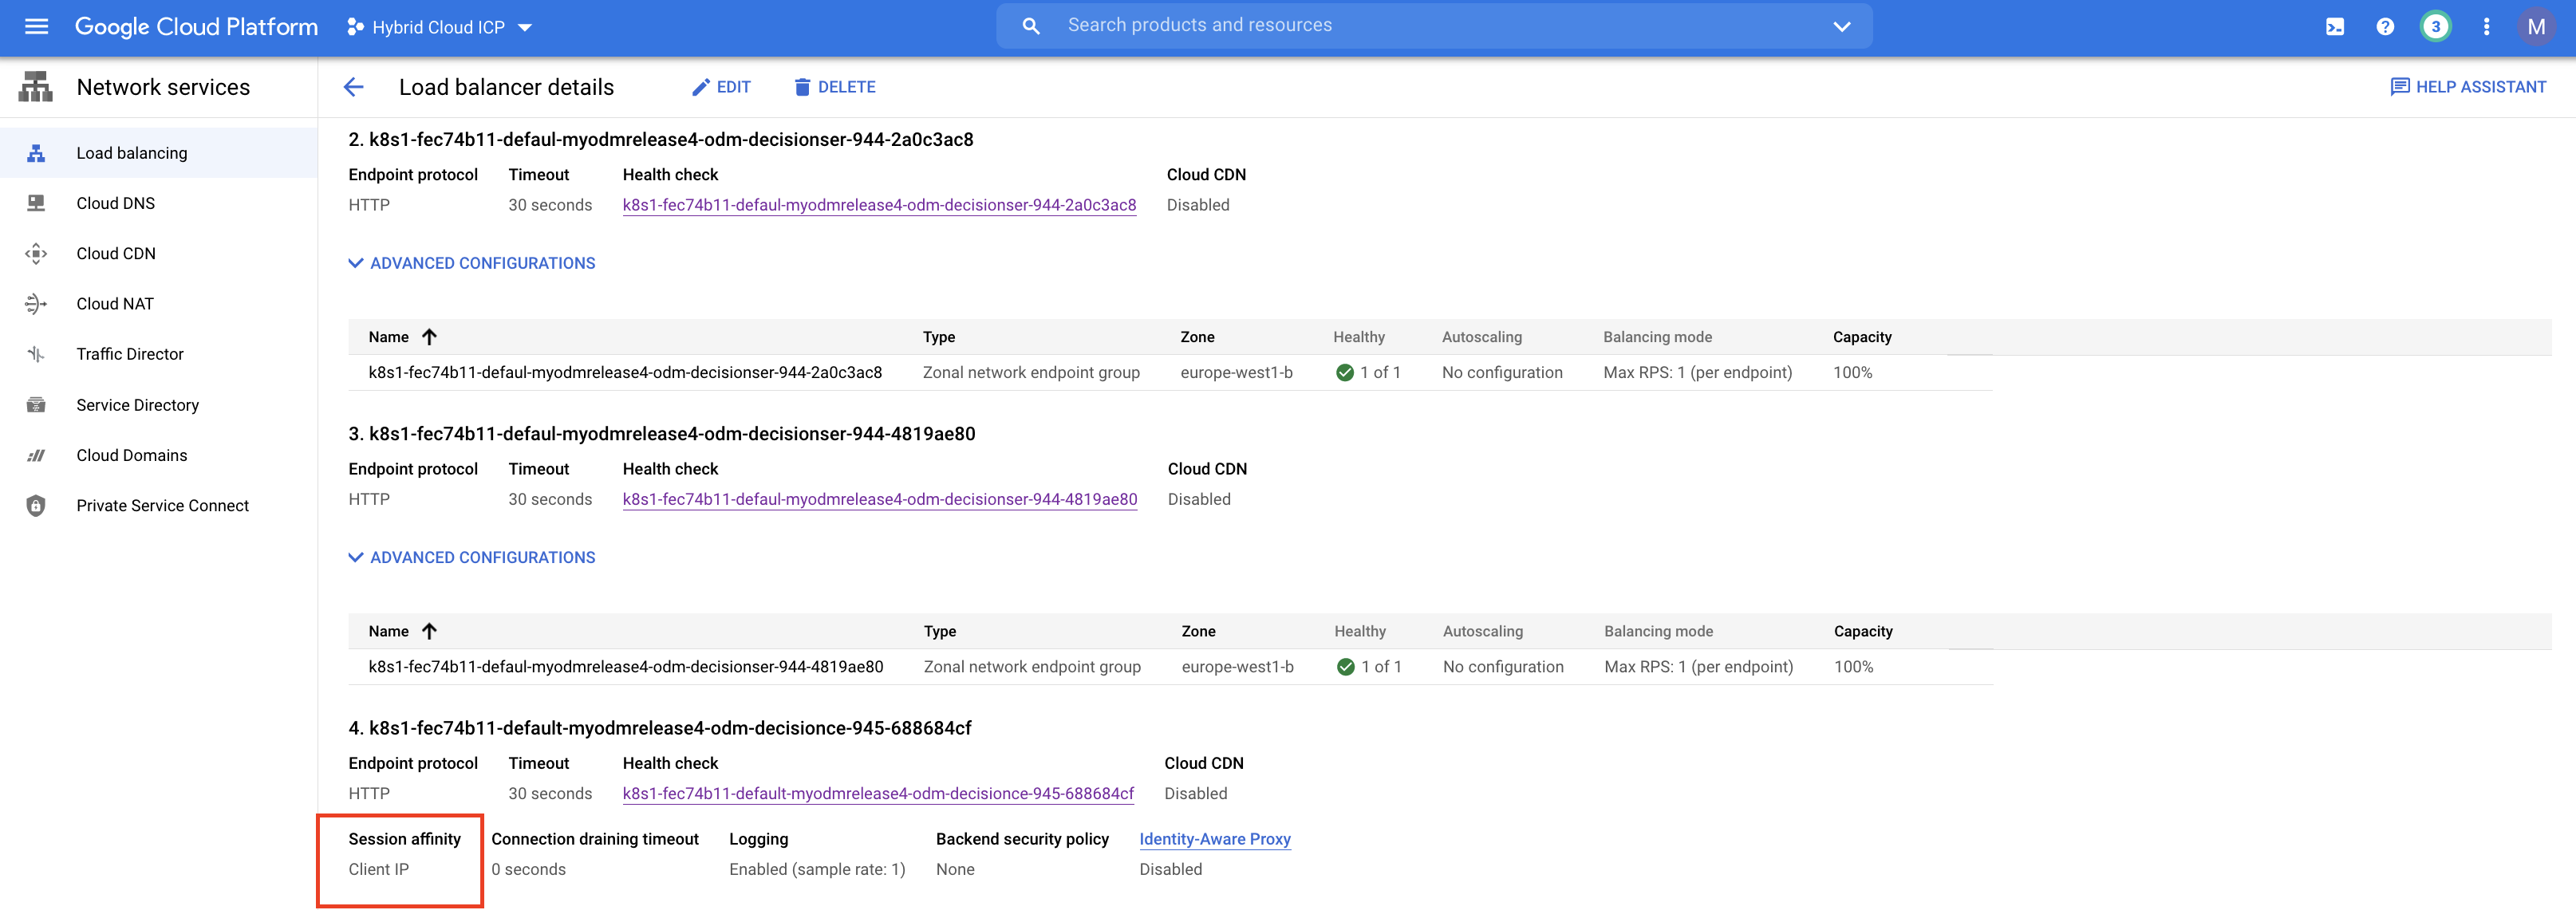 Google Cloud Platform
Hybrid Cloud ICP
Search products and resources
3
M
Network services
Load balancer details
EDIT
DELETE
HELP ASSISTANT
Load balancing
Cloud DNS
Cloud CDN
Cloud NAT
Traffic Director
Service Directory
Cloud Domains
Private Service Connect
2. k8s1-fec74b11-defaul-myodmrelease4-odm-decisionser-944-2a0c3ac8
Endpoint protocol Timeout Health check Cloud CDN
HTTP 30 seconds k8s1-fec74b11-defaul-myodmrelease4-odm-decisionser-944-2a0c3ac8 Disabled
ADVANCED CONFIGURATIONS
Name Type Zone Healthy Autoscaling Balancing mode Capacity
k8s1-fec74b11-defaul-myodmrelease4-odm-decisionser-944-2a0c3ac8 Zonal network endpoint group europe-west1-b 1 of 1 No configuration Max RPS: 1 (per endpoint) 100%
3. k8s1-fec74b11-defaul-myodmrelease4-odm-decisionser-944-4819ae80
Endpoint protocol Timeout Health check Cloud CDN
HTTP 30 seconds k8s1-fec74b11-defaul-myodmrelease4-odm-decisionser-944-4819ae80 Disabled
ADVANCED CONFIGURATIONS
Name Type Zone Healthy Autoscaling Balancing mode Capacity
k8s1-fec74b11-defaul-myodmrelease4-odm-decisionser-944-4819ae80 Zonal network endpoint group europe-west1-b 1 of 1 No configuration Max RPS: 1 (per endpoint) 100%
4. k8s1-fec74b11-default-myodmrelease4-odm-decisionce-945-688684cf
Endpoint protocol Timeout Health check Cloud CDN
HTTP 30 seconds k8s1-fec74b11-default-myodmrelease4-odm-decisionce-945-688684cf Disabled
Session affinity Connection draining timeout Logging Backend security policy Identity-Aware Proxy
Client IP 0 seconds Enabled (sample rate: 1) None Disabled